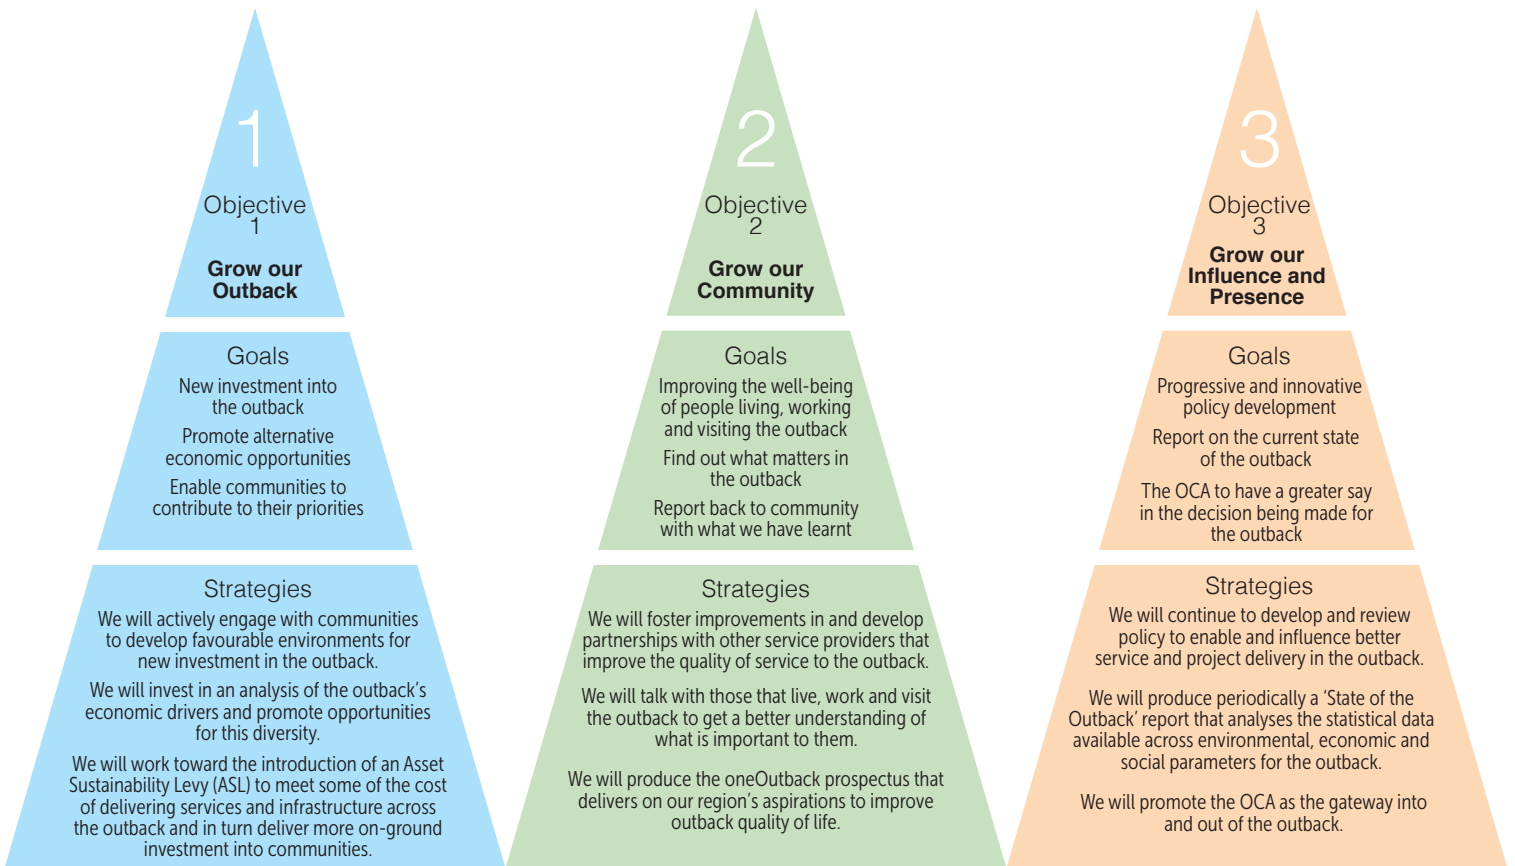 1
Objective
1
Grow our
Outback
Goals
New investment into
the outback
Promote alternative
economic opportunities
Enable communities to
contribute to their priorities
Strategies
We will actively engage with communities
to develop favourable environments for
new investment in the outback.
We will invest in an analysis of the outback's
economic drivers and promote opportunities
for this diversity.
We will work toward the introduction of an Asset
Sustainability Levy (ASL) to meet some of the cost
of delivering services and infrastructure across
the outback and in turn deliver more on-ground
investment into communities.
2
Objective
2
Grow our
Community
Goals
Improving the well-being
of people living, working
and visiting the outback
Find out what matters in
the outback
Report back to community
with what we have learnt
Strategies
We will foster improvements in and develop
partnerships with other service providers that
improve the quality of service to the outback.
We will talk with those that live, work and visit
the outback to get a better understanding of
what is important to them.
We will produce the oneOutback prospectus that
delivers on our region's aspirations to improve
outback quality of life.
3
Objective
3
Grow our
Influence and
Presence
Goals
Progressive and innovative
policy development
Report on the current state
of the outback
The OCA to have a greater say
in the decision being made for
the outback
Strategies
We will continue to develop and review
policy to enable and influence better
service and project delivery in the outback.
We will produce periodically a 'State of the
Outback' report that analyses the statistical data
available across environmental, economic and
social parameters for the outback.
We will promote the OCA as the gateway into
and out of the outback.